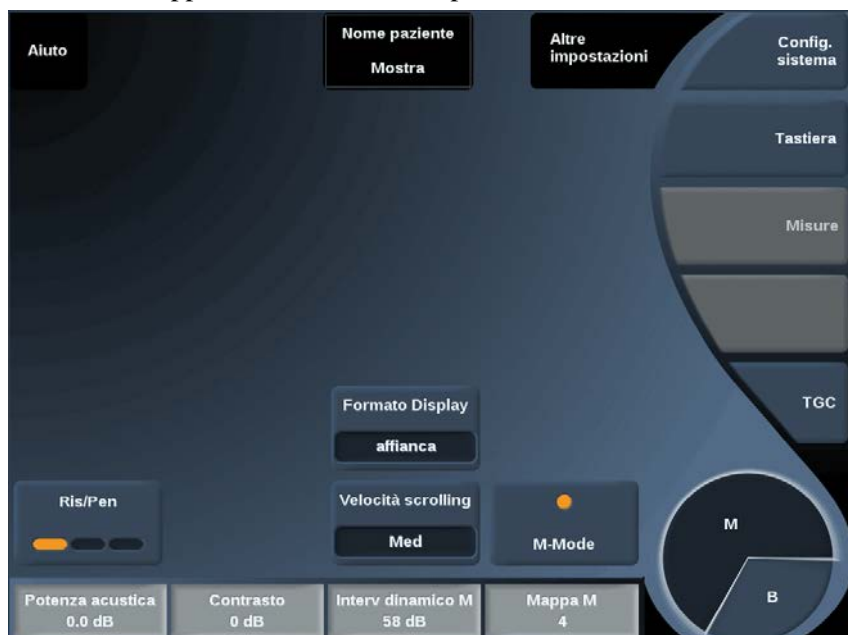 Aiuto
Nome paziente
Mostra
Altre
impostazioni
Config.
sistema
Tastiera
Misure
TGC
Formato Display
affianca
Ris/Pen
Velocità scrolling
Med
M-Mode
M
B
Potenza acustica
0.0 dB
Contrasto
0 dB
Interv dinamico M
58 dB
Mappa M
4